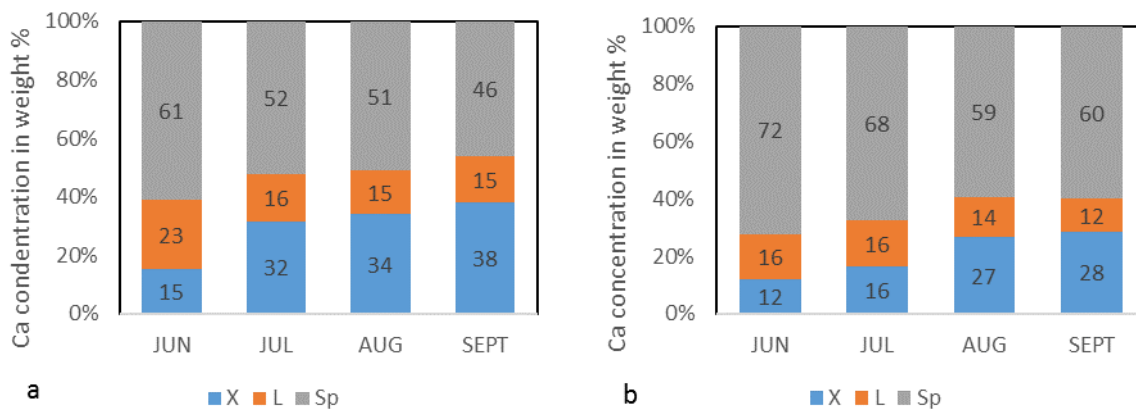 Ca condentration in weight %
100%
80%
60%
40%
20%
0%
61
52
51
46
23
16
15
15
15
32
34
38
JUN
JUL
AUG
SEPT
X
L
Sp
a
Ca concentration in weight %
100%
80%
60%
40%
20%
0%
72
68
59
60
16
16
14
12
12
16
27
28
JUN
JUL
AUG
SEPT
X
L
Sp
b